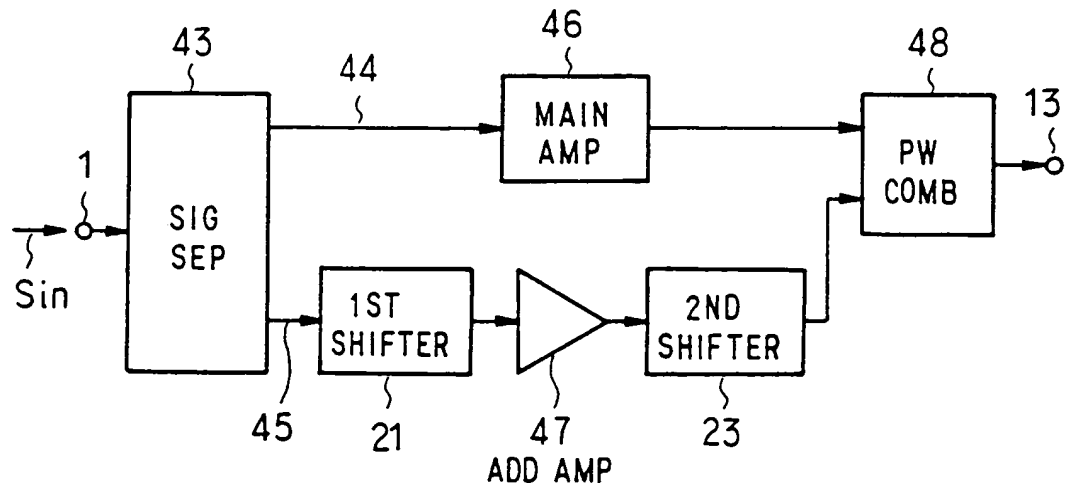 43
44
46
48
13
1
MAIN
AMP
PW
COMB
SIG
SEP
Sin
1ST
SHIFTER
2ND
SHIFTER
45
21
47
23
ADD AMP